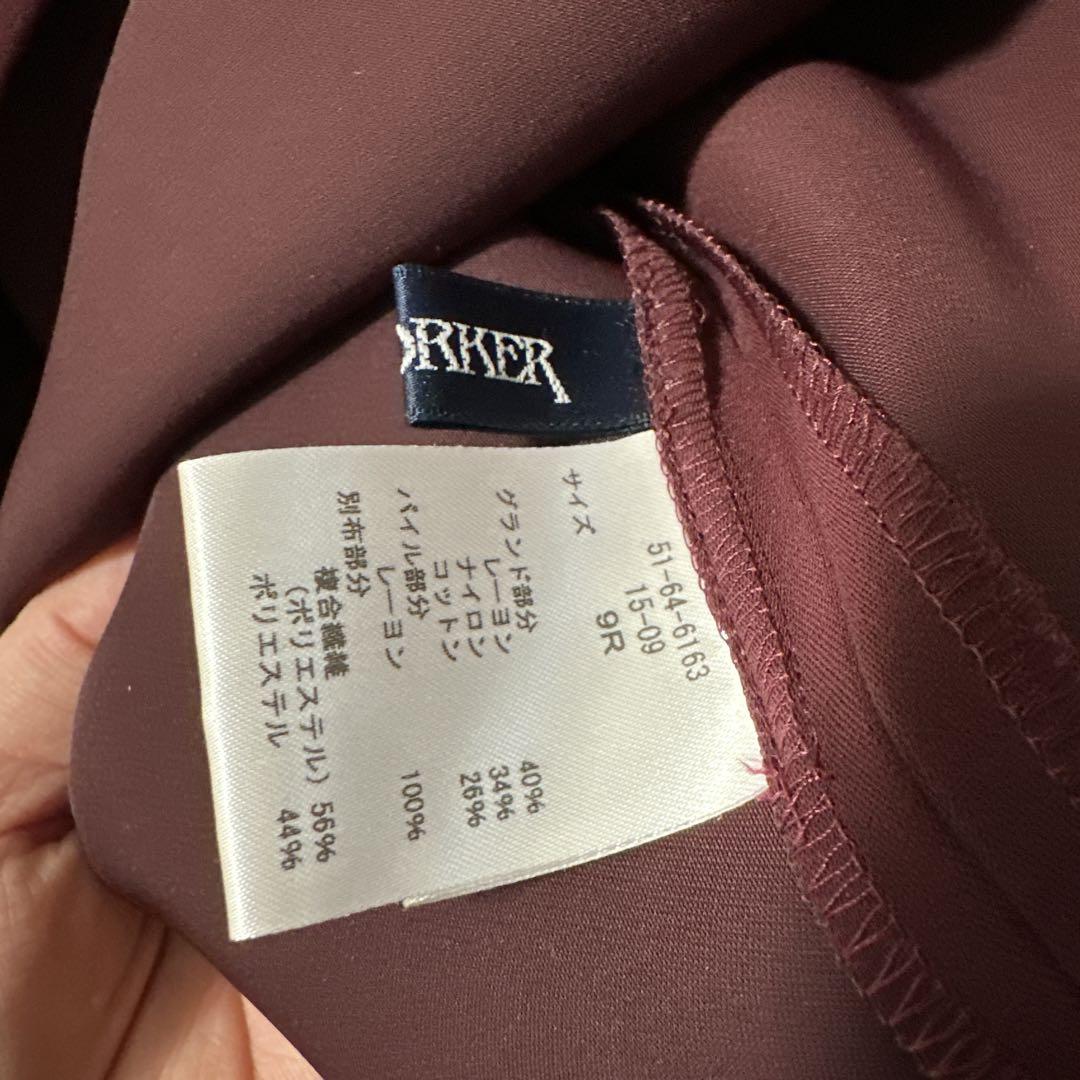 ORKER
51-64-6163
15-09
サイズ 9R
グランド部分
レーヨン 40%
ナイロン 34%
コットン 26%
パイル部分
レーヨン 100%
別布部分
複合繊維
(ポリエステル) 56%
ポリエステル 44%